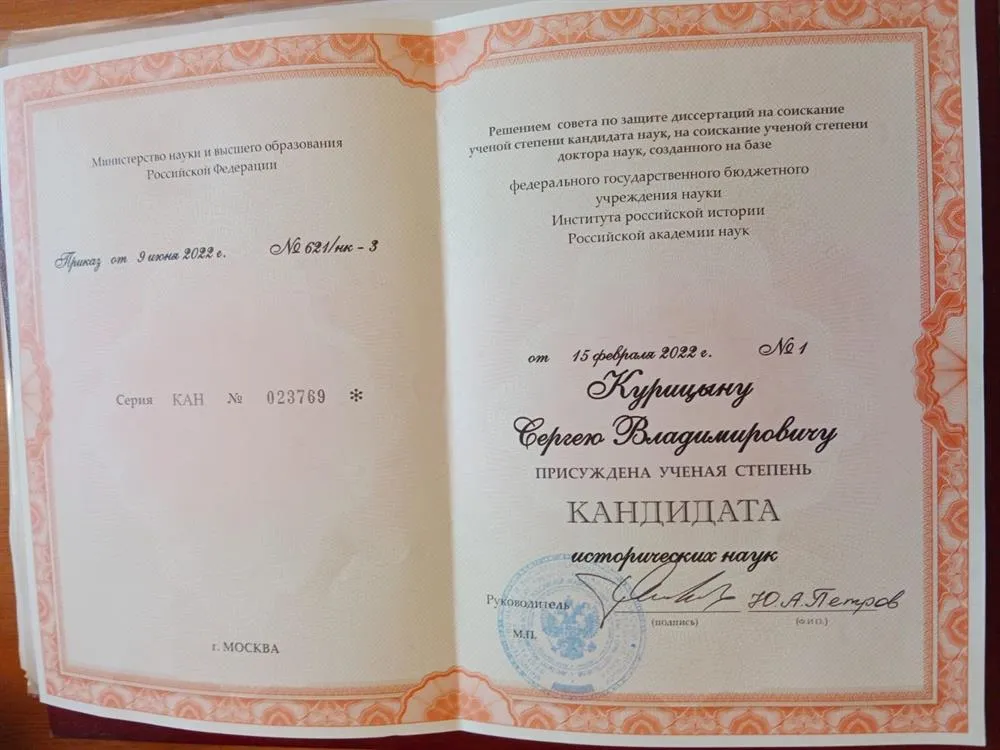 Министерство науки и высшего образования
Российской Федерации
Приказ от 9 июня 2022 г. № 621/нк - 3
Серия КАН № 023769 *
г. МОСКВА
Решением совета по защите диссертаций на соискание
ученой степени кандидата наук, на соискание ученой степени
доктора наук, созданного на базе
федерального государственного бюджетного
учреждения науки
Института российской истории
Российской академии наук
от 15 февраля 2022 г. № 1
Курицыну
Сергею Владимировичу
ПРИСУЖДЕНА УЧЕНАЯ СТЕПЕНЬ
КАНДИДАТА
исторических наук
Руководитель Ю.А.Петров
(подпись) (Ф.И.О.)
М.П.